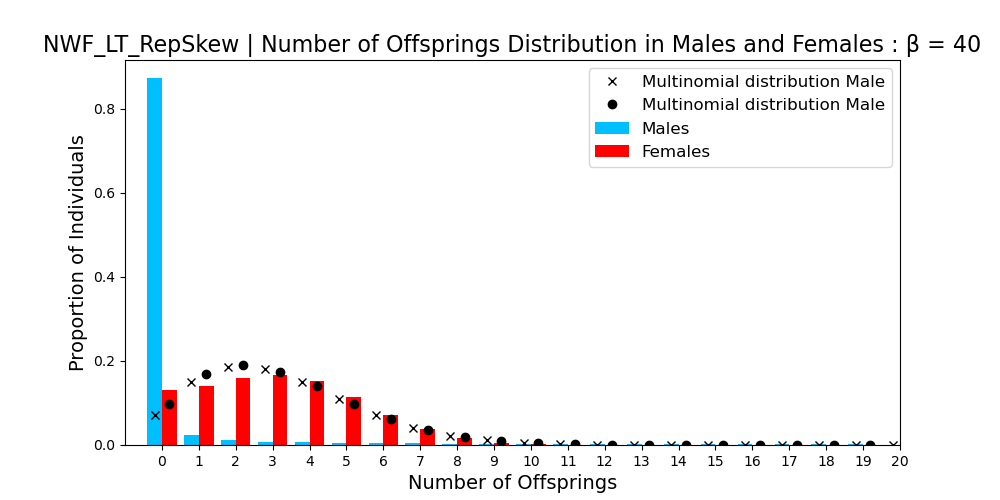 NWF_LT_RepSkew | Number of Offsprings Distribution in Males and Females : β = 40
Multinomial distribution Male
Multinomial distribution Male
Males
Females
Proportion of Individuals
0.8
0.6
0.4
0.2
0.0
0 1 2 3 4 5 6 7 8 9 10 11 12 13 14 15 16 17 18 19 20
Number of Offsprings